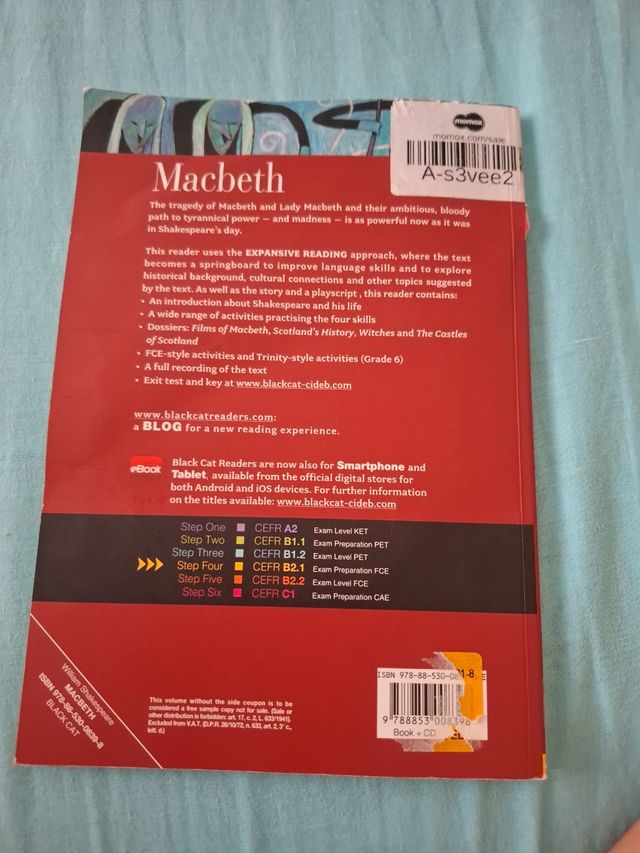 momox
momox.com/sale
A-s3vee2
Macbeth
The tragedy of Macbeth and Lady Macbeth and their ambitious, bloody
path to tyrannical power — and madness — is as powerful now as it was
in Shakespeare's day.
This reader uses the EXPANSIVE READING approach, where the text
becomes a springboard to improve language skills and to explore
historical background, cultural connections and other topics suggested
by the text. As well as the story and a playscript , this reader contains:
• An introduction about Shakespeare and his life
• A wide range of activities practising the four skills
• Dossiers: Films of Macbeth, Scotland's History, Witches and The Castles
of Scotland
• FCE-style activities and Trinity-style activities (Grade 6)
• A full recording of the text
• Exit test and key at www.blackcat-cideb.com
www.blackcatreaders.com:
a BLOG for a new reading experience.
eBook
Black Cat Readers are now also for Smartphone and
Tablet, available from the official digital stores for
both Android and iOS devices. For further information
on the titles available: www.blackcat-cideb.com
Step One CEFR A2 Exam Level KET
Step Two CEFR B1.1 Exam Preparation PET
Step Three CEFR B1.2 Exam Level PET
Step Four CEFR B2.1 Exam Preparation FCE
Step Five CEFR B2.2 Exam Level FCE
Step Six CEFR C1 Exam Preparation CAE
William Shakespeare
MACBETH
ISBN 978-88-530-0839-8
BLACK CAT
This volume without the side coupon is to be
considered a free sample copy not for sale. (Sale or
other distribution is forbidden: art. 17, c. 2, L. 633/1941).
Excluded from V.A.T. (D.P.R. 26/10/72, n. 633, art. 2, 3° c.,
lett. d.)
ISBN 978-88-530-08
9 788853 008398
Book + CD